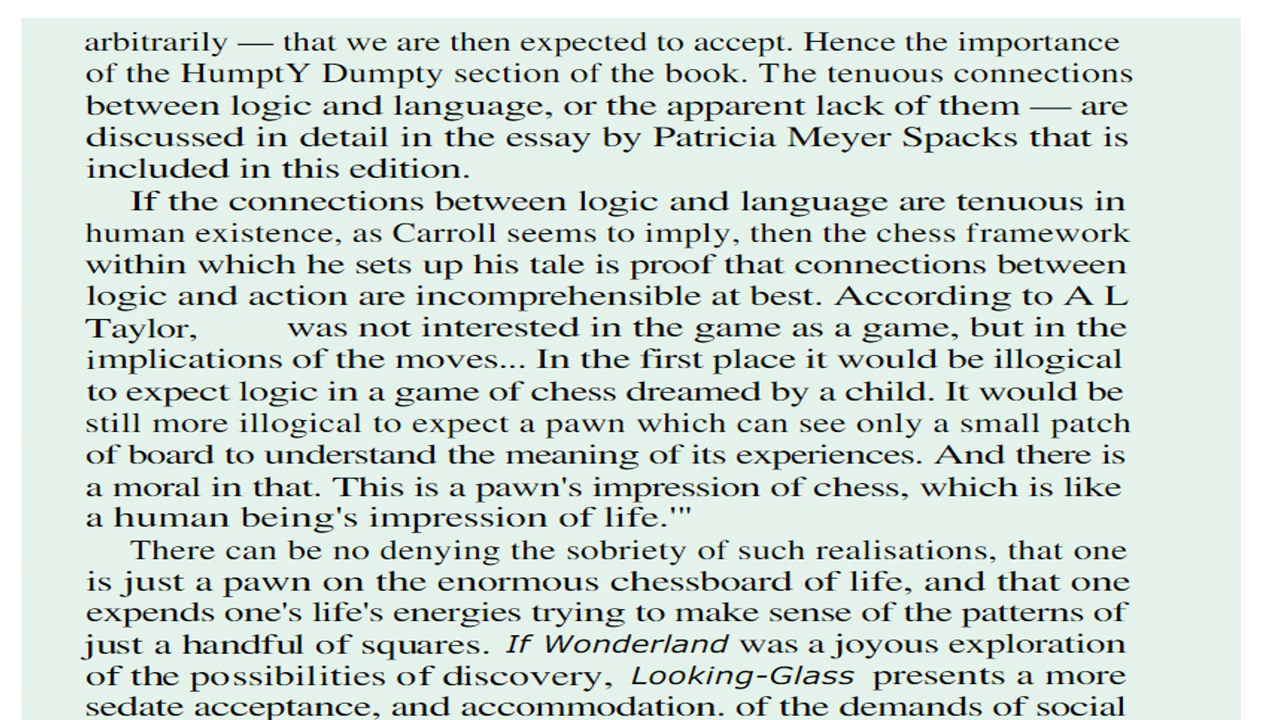 arbitrarily — that we are then expected to accept. Hence the importance
of the HumptY Dumpty section of the book. The tenuous connections
between logic and language, or the apparent lack of them — are
discussed in detail in the essay by Patricia Meyer Spacks that is
included in this edition.
If the connections between logic and language are tenuous in
human existence, as Carroll seems to imply, then the chess framework
within which he sets up his tale is proof that connections between
logic and action are incomprehensible at best. According to A L
Taylor, was not interested in the game as a game, but in the
implications of the moves... In the first place it would be illogical
to expect logic in a game of chess dreamed by a child. It would be
still more illogical to expect a pawn which can see only a small patch
of board to understand the meaning of its experiences. And there is
a moral in that. This is a pawn's impression of chess, which is like
a human being's impression of life.'"
There can be no denying the sobriety of such realisations, that one
is just a pawn on the enormous chessboard of life, and that one
expends one's life's energies trying to make sense of the patterns of
just a handful of squares. If Wonderland was a joyous exploration
of the possibilities of discovery, Looking-Glass presents a more
sedate acceptance, and accommodation. of the demands of social